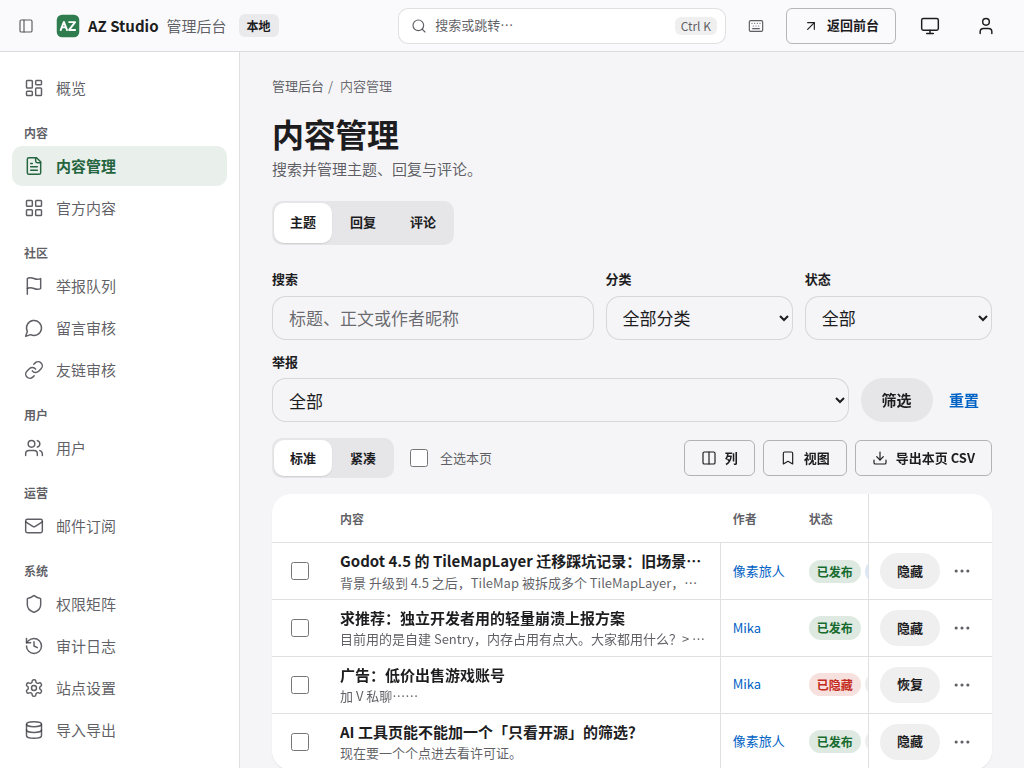 AZ AZ Studio 管理后台 本地 搜索或跳转… Ctrl K 返回前台
概览
内容
内容管理
官方内容
社区
举报队列
留言审核
友链审核
用户
用户
运营
邮件订阅
系统
权限矩阵
审计日志
站点设置
导入导出
管理后台 / 内容管理
内容管理
搜索并管理主题、回复与评论。
主题 回复 评论
搜索 分类 状态
标题、正文或作者昵称 全部分类 全部
举报
全部 筛选 重置
标准 紧凑 全选本页 列 视图 导出本页 CSV
内容 作者 状态
Godot 4.5 的 TileMapLayer 迁移踩坑记录：旧场景… 像素旅人 已发布 隐藏
背景 升级到 4.5 之后，TileMap 被拆成多个 TileMapLayer，…
求推荐：独立开发者用的轻量崩溃上报方案 Mika 已发布 隐藏
目前用的是自建 Sentry，内存占用有点大。大家都用什么？> …
广告：低价出售游戏账号 Mika 已隐藏 恢复
加 V 私聊……
AI 工具页能不能加一个「只看开源」的筛选？ 像素旅人 已发布 隐藏
现在要一个个点进去看许可证。